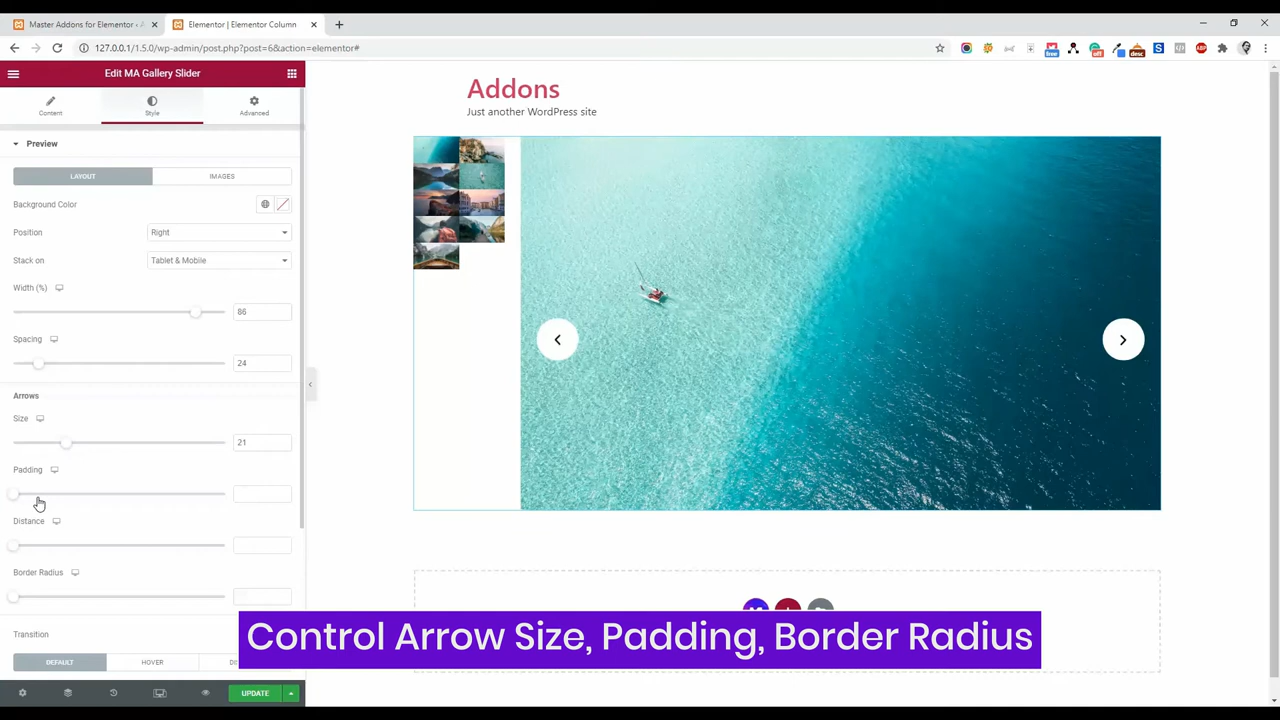 Master Addons for Elementor ‹ A
Elementor | Elementor Column
127.0.0.1/1.5.0/wp-admin/post.php?post=6&action=elementor#
Edit MA Gallery Slider
Content
Style
Advanced
Preview
LAYOUT
IMAGES
Background Color
Position
Right
Stack on
Tablet & Mobile
Width (%)
86
Spacing
24
Arrows
Size
21
Padding
Distance
Border Radius
Transition
DEFAULT
HOVER
UPDATE
Addons
Just another WordPress site
Control Arrow Size, Padding, Border Radius